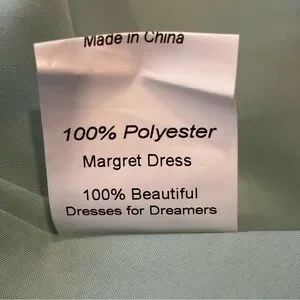 Made in China
100% Polyester
Margret Dress
100% Beautiful
Dresses for Dreamers